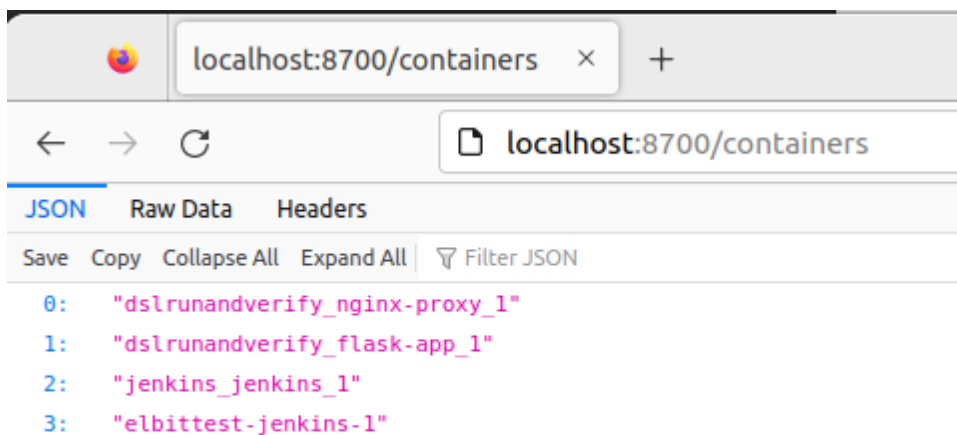 localhost:8700/containers × +
localhost:8700/containers
JSON Raw Data Headers
Save Copy Collapse All Expand All Filter JSON
0: "dslrunandverify_nginx-proxy_1"
1: "dslrunandverify_flask-app_1"
2: "jenkins_jenkins_1"
3: "elbittest-jenkins-1"